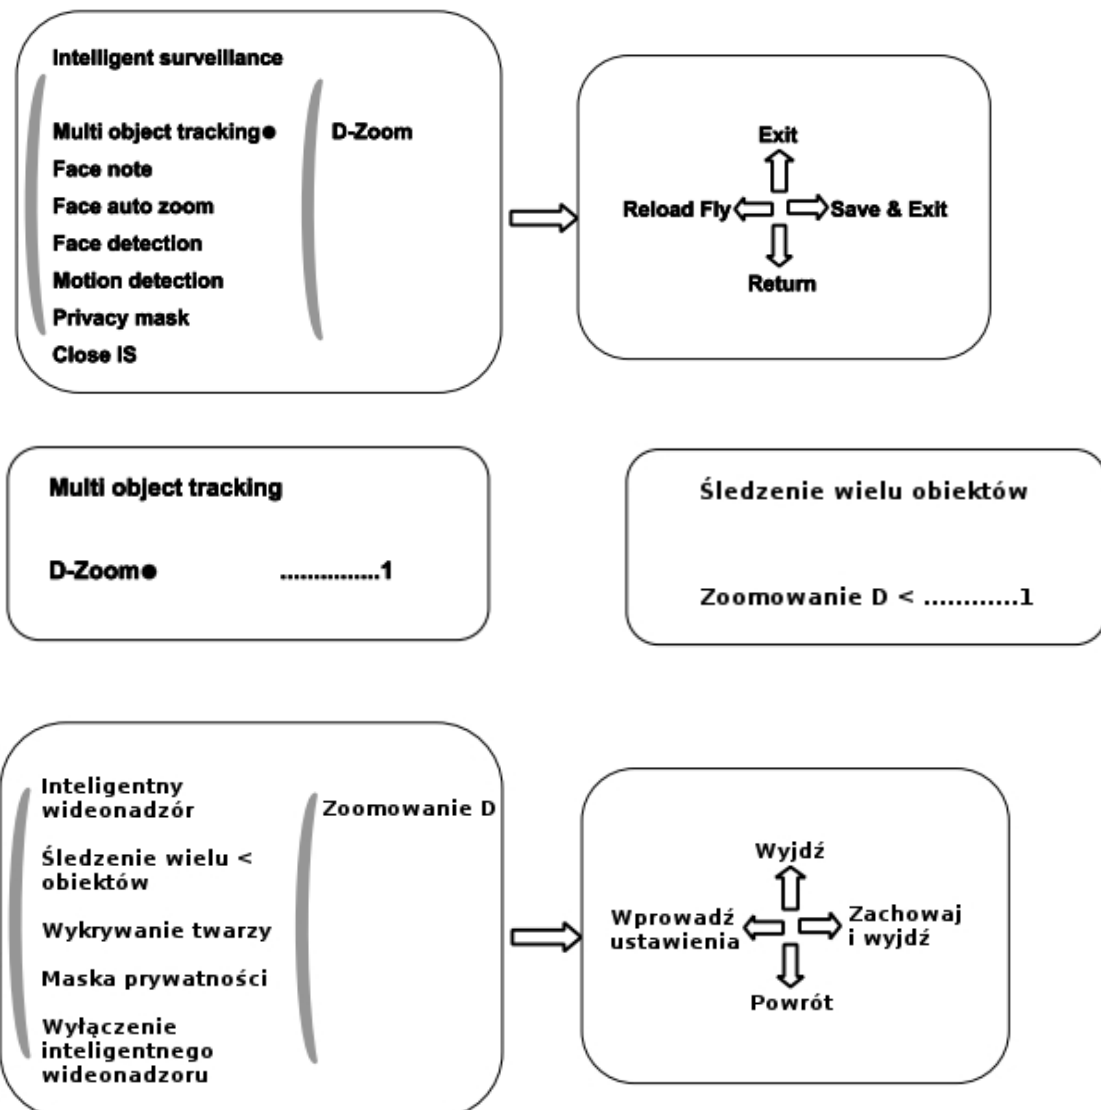 Intelligent surveillance
Multi object tracking● D-Zoom
Face note
Face auto zoom
Face detection
Motion detection
Privacy mask
Close IS
Exit
Reload Fly Save & Exit
Return
Multi object tracking
D-Zoom● ...............1
Śledzenie wielu obiektów
Zoomowanie D < ............1
Inteligentny
wideonadzór
Zoomowanie D
Śledzenie wielu <
obiektów
Wykrywanie twarzy
Maska prywatności
Wyłączenie
inteligentnego
wideonadzoru
Wyjdź
Wprowadź
ustawienia
Zachowaj
i wyjdź
Powrót